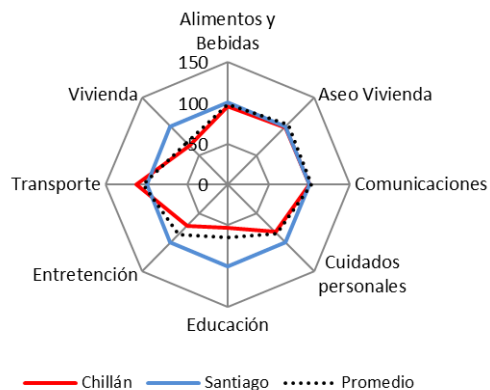 Alimentos y
Bebidas
150
Vivienda
Aseo Vivienda
100
50
Transporte
0
Comunicaciones
Entretención
Cuidados
personales
Educación
Chillán
Santiago
Promedio